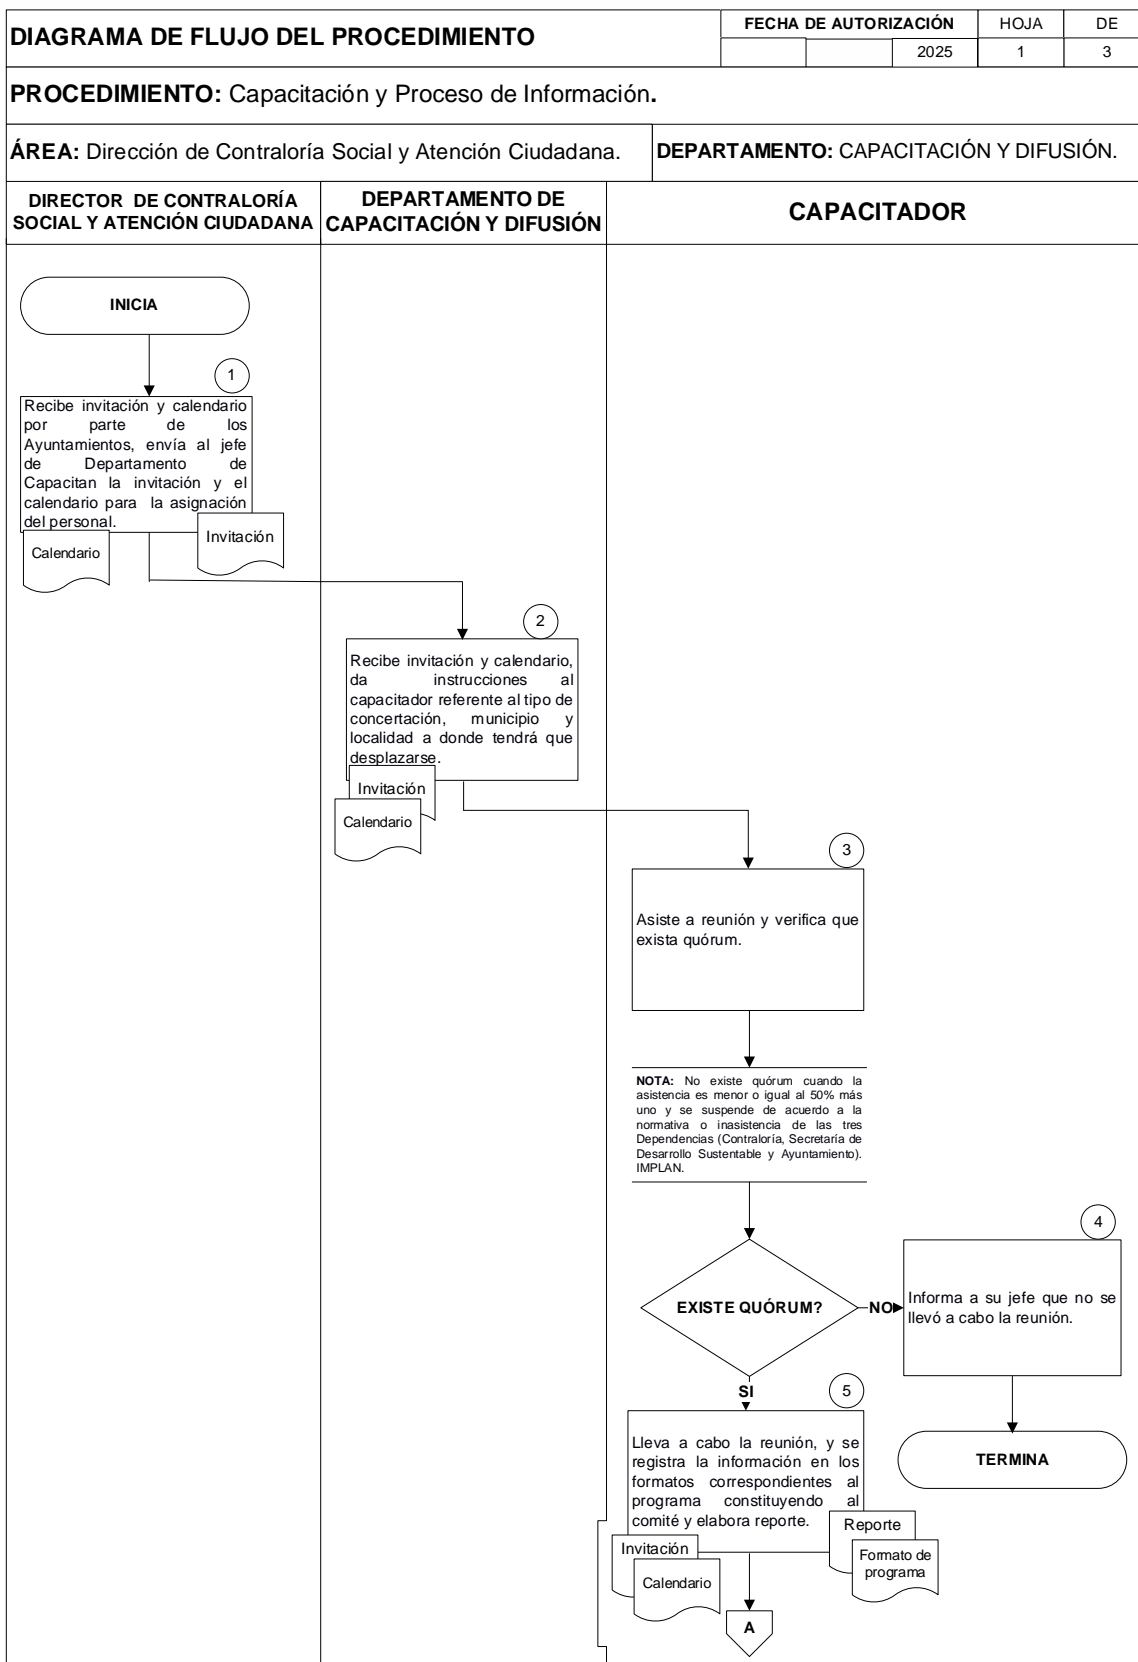 DIAGRAMA DE FLUJO DEL PROCEDIMIENTO
FECHA DE AUTORIZACIÓN
HOJA
DE
2025
1
3
PROCEDIMIENTO: Capacitación y Proceso de Información.
ÁREA: Dirección de Contraloría Social y Atención Ciudadana.
DEPARTAMENTO: CAPACITACIÓN Y DIFUSIÓN.
DIRECTOR DE CONTRALORÍA
SOCIAL Y ATENCIÓN CIUDADANA
DEPARTAMENTO DE
CAPACITACIÓN Y DIFUSIÓN
CAPACITADOR
INICIA
1
Recibe invitación y calendario
por parte de los
Ayuntamientos, envía al jefe
de Departamento de
Capacitan la invitación y el
calendario para la asignación
del personal.
Invitación
Calendario
2
Recibe invitación y calendario,
da instrucciones al
capacitador referente al tipo de
concertación, municipio y
localidad a donde tendrá que
desplazarse.
Invitación
Calendario
3
Asiste a reunión y verifica que
exista quórum.
NOTA: No existe quórum cuando la
asistencia es menor o igual al 50% más
uno y se suspende de acuerdo a la
normativa o inasistencia de las tres
Dependencias (Contraloría, Secretaría de
Desarrollo Sustentable y Ayuntamiento).
IMPLAN.
EXISTE QUÓRUM?
NO
4
Informa a su jefe que no se
llevó a cabo la reunión.
TERMINA
SI
5
Lleva a cabo la reunión, y se
registra la información en los
formatos correspondientes al
programa constituyendo al
comité y elabora reporte.
Reporte
Formato de
programa
Invitación
Calendario
A